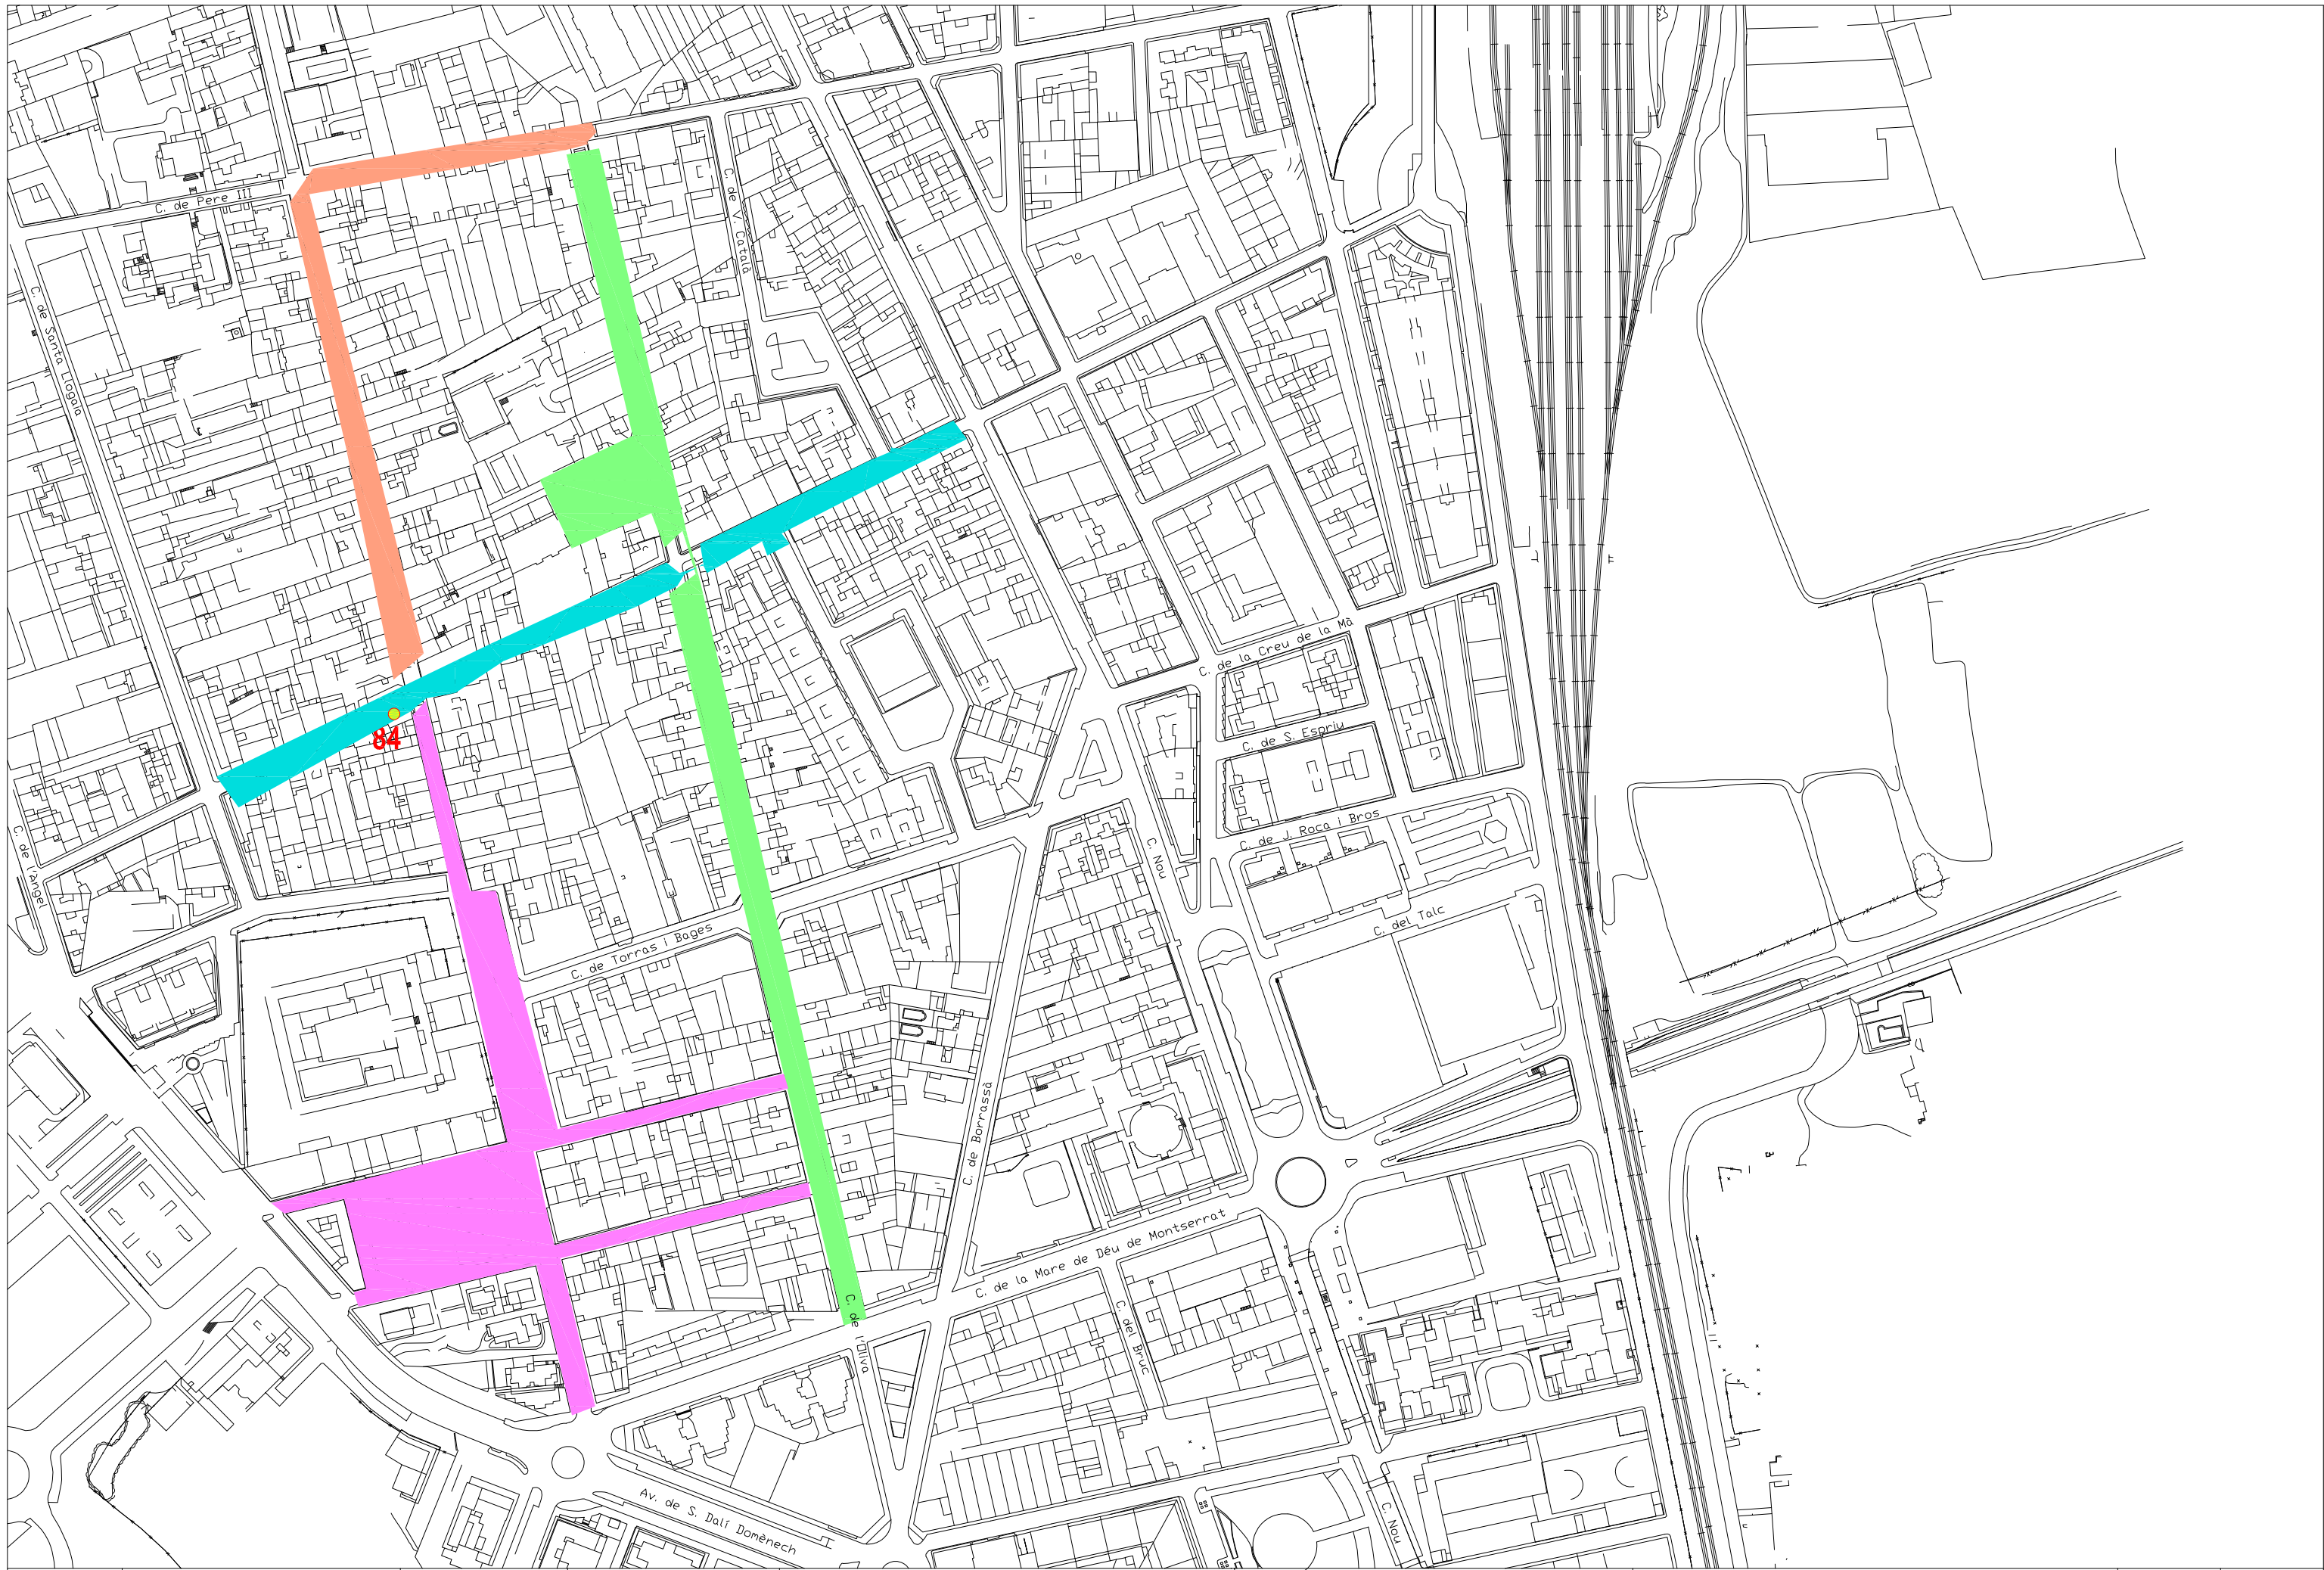 C. de Pere III
C. de V. Català
C. de Santa Llogaia
C. de la Creu de la Mà
C. de S. Espriu
84
C. de J. Roca i Bros
C. de l'Àngel
C. Nou
C. del Talc
C. de Torras i Bages
C. de Borrassà
C. de la Mare de Déu de Montserrat
C. de l'□liva
C. del Bruc
Av. de S. Dalí Domènech
C. Nou